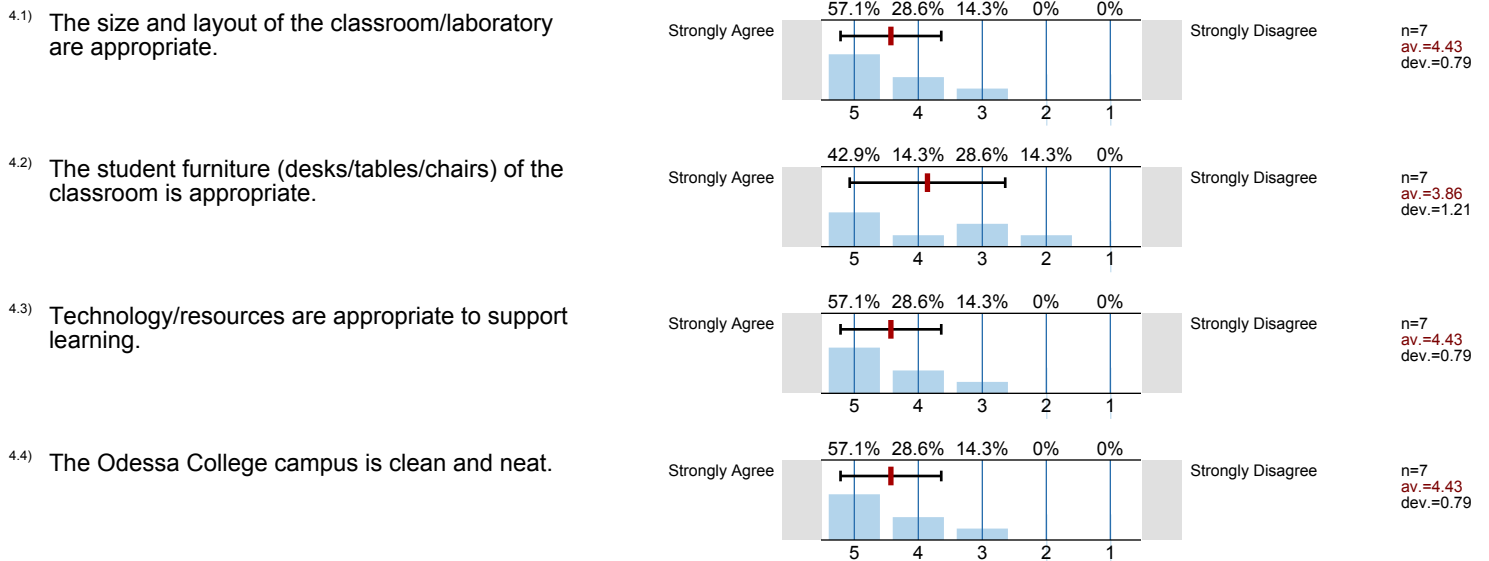 4.1) The size and layout of the classroom/laboratory
are appropriate.
57.1% 28.6% 14.3% 0% 0%
Strongly Agree
Strongly Disagree
n=7
av.=4.43
dev.=0.79
5 4 3 2 1
4.2) The student furniture (desks/tables/chairs) of the
classroom is appropriate.
42.9% 14.3% 28.6% 14.3% 0%
Strongly Agree
Strongly Disagree
n=7
av.=3.86
dev.=1.21
5 4 3 2 1
4.3) Technology/resources are appropriate to support
learning.
57.1% 28.6% 14.3% 0% 0%
Strongly Agree
Strongly Disagree
n=7
av.=4.43
dev.=0.79
5 4 3 2 1
4.4) The Odessa College campus is clean and neat.
57.1% 28.6% 14.3% 0% 0%
Strongly Agree
Strongly Disagree
n=7
av.=4.43
dev.=0.79
5 4 3 2 1